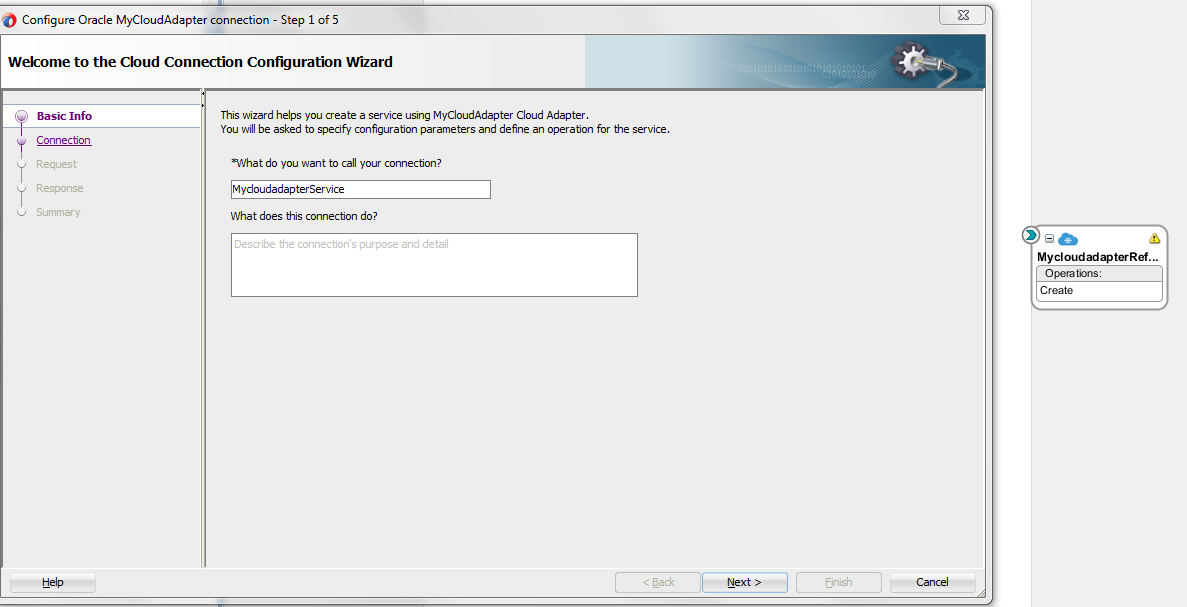 Configure Oracle MyCloudAdapter connection - Step 1 of 5
Welcome to the Cloud Connection Configuration Wizard
010101010101010101010101
01010101010
Basic Info
Connection
Request
Response
Summary
This wizard helps you create a service using MyCloudAdapter Cloud Adapter.
You will be asked to specify configuration parameters and define an operation for the service.
*What do you want to call your connection?
MycloudadapterService
What does this connection do?
Describe the connection's purpose and detail
Help
< Back
Next >
Finish
Cancel
MycloudadapterRef...
Operations:
Create